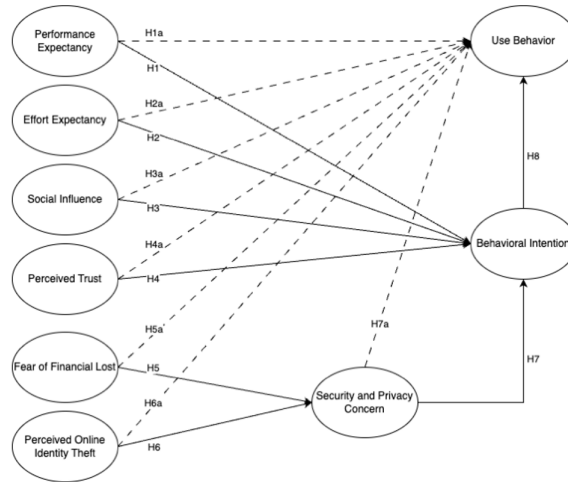 Performance
Expectancy
H1a
H1
Use Behavior
Effort Expectancy
H2a
H2
H3a
H8
Social Influence
H3
H4a
Behavioral Intention
Perceived Trust
H4
H5a
H7a
H7
Fear of Financial Lost
H5
H6a
Security and Privacy
Concern
Perceived Online
Identity Theft
H6